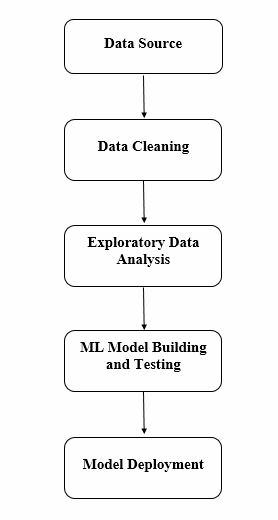 Data Source
Data Cleaning
Exploratory Data
Analysis
ML Model Building
and Testing
Model Deployment